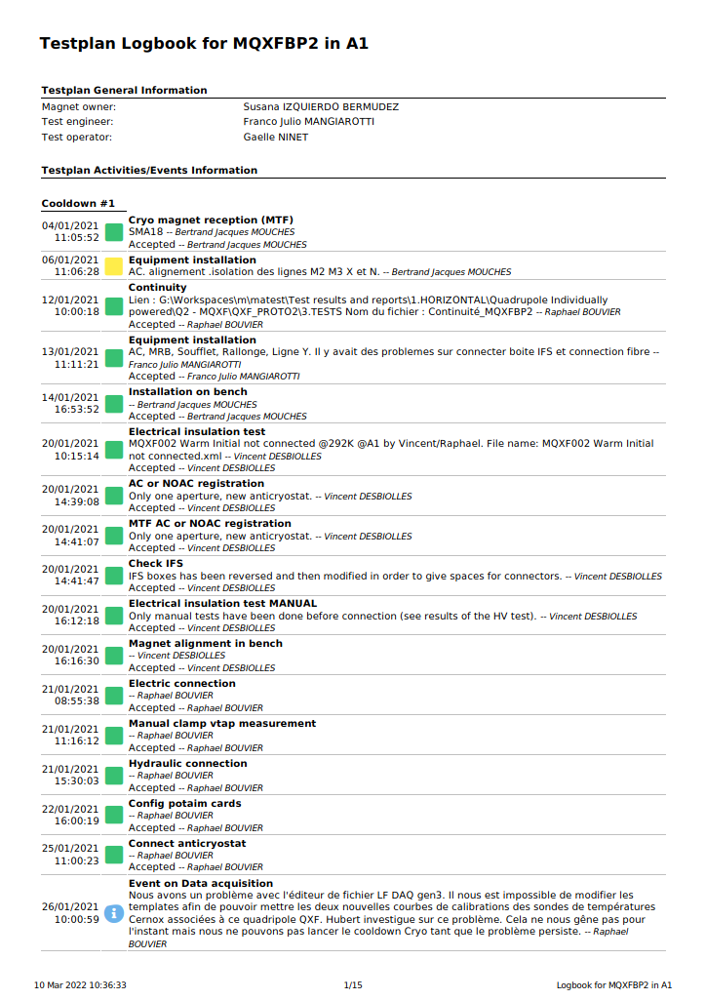 Testplan Logbook for MQXFBP2 in A1
Testplan General Information
Magnet owner: Susana IZQUIERDO BERMUDEZ
Test engineer: Franco Julio MANGIAROTTI
Test operator: Gaelle NINET
Testplan Activities/Events Information
Cooldown #1
04/01/2021 11:05:52
Cryo magnet reception (MTF)
SMA18 -- Bertrand Jacques MOUCHES
Accepted -- Bertrand Jacques MOUCHES
06/01/2021 11:06:28
Equipment installation
AC. alignement .isolation des lignes M2 M3 X et N. -- Bertrand Jacques MOUCHES
12/01/2021 10:00:18
Continuity
Lien : G:\Workspaces\m\matest\Test results and reports\1.HORIZONTAL\Quadrupole Individually
powered\Q2 - MQXF\QXF_PROTO2\3.TESTS Nom du fichier : Continuité_MQXFBP2 -- Raphael BOUVIER
Accepted -- Raphael BOUVIER
13/01/2021 11:11:21
Equipment installation
AC, MRB, Soufflet, Rallonge, Ligne Y. Il y avait des problemes sur connecter boite IFS et connection fibre --
Franco Julio MANGIAROTTI
Accepted -- Franco Julio MANGIAROTTI
14/01/2021 16:53:52
Installation on bench
-- Bertrand Jacques MOUCHES
Accepted -- Bertrand Jacques MOUCHES
20/01/2021 10:15:14
Electrical insulation test
MQXF002 Warm Initial not connected @292K @A1 by Vincent/Raphael. File name: MQXF002 Warm Initial
not connected.xml -- Vincent DESBIOLLES
Accepted -- Vincent DESBIOLLES
20/01/2021 14:39:08
AC or NOAC registration
Only one aperture, new anticryostat. -- Vincent DESBIOLLES
Accepted -- Vincent DESBIOLLES
20/01/2021 14:41:07
MTF AC or NOAC registration
Only one aperture, new anticryostat. -- Vincent DESBIOLLES
Accepted -- Vincent DESBIOLLES
20/01/2021 14:41:47
Check IFS
IFS boxes has been reversed and then modified in order to give spaces for connectors. -- Vincent DESBIOLLES
Accepted -- Vincent DESBIOLLES
20/01/2021 16:12:18
Electrical insulation test MANUAL
Only manual tests have been done before connection (see results of the HV test). -- Vincent DESBIOLLES
Accepted -- Vincent DESBIOLLES
20/01/2021 16:16:30
Magnet alignment in bench
-- Vincent DESBIOLLES
Accepted -- Vincent DESBIOLLES
21/01/2021 08:55:38
Electric connection
-- Raphael BOUVIER
Accepted -- Raphael BOUVIER
21/01/2021 11:16:12
Manual clamp vtap measurement
-- Raphael BOUVIER
Accepted -- Raphael BOUVIER
21/01/2021 15:30:03
Hydraulic connection
-- Raphael BOUVIER
Accepted -- Raphael BOUVIER
22/01/2021 16:00:19
Config potaim cards
-- Raphael BOUVIER
Accepted -- Raphael BOUVIER
25/01/2021 11:00:23
Connect anticryostat
-- Raphael BOUVIER
Accepted -- Raphael BOUVIER
26/01/2021 10:00:59
Event on Data acquisition
Nous avons un problème avec l'éditeur de fichier LF DAQ gen3. Il nous est impossible de modifier les
templates afin de pouvoir mettre les deux nouvelles courbes de calibrations des sondes de températures
Cernox associées à ce quadripole QXF. Hubert investigue sur ce problème. Cela ne nous gêne pas pour
l'instant mais nous ne pouvons pas lancer le cooldown Cryo tant que le problème persiste. -- Raphael
BOUVIER
10 Mar 2022 10:36:33 1/15 Logbook for MQXFBP2 in A1